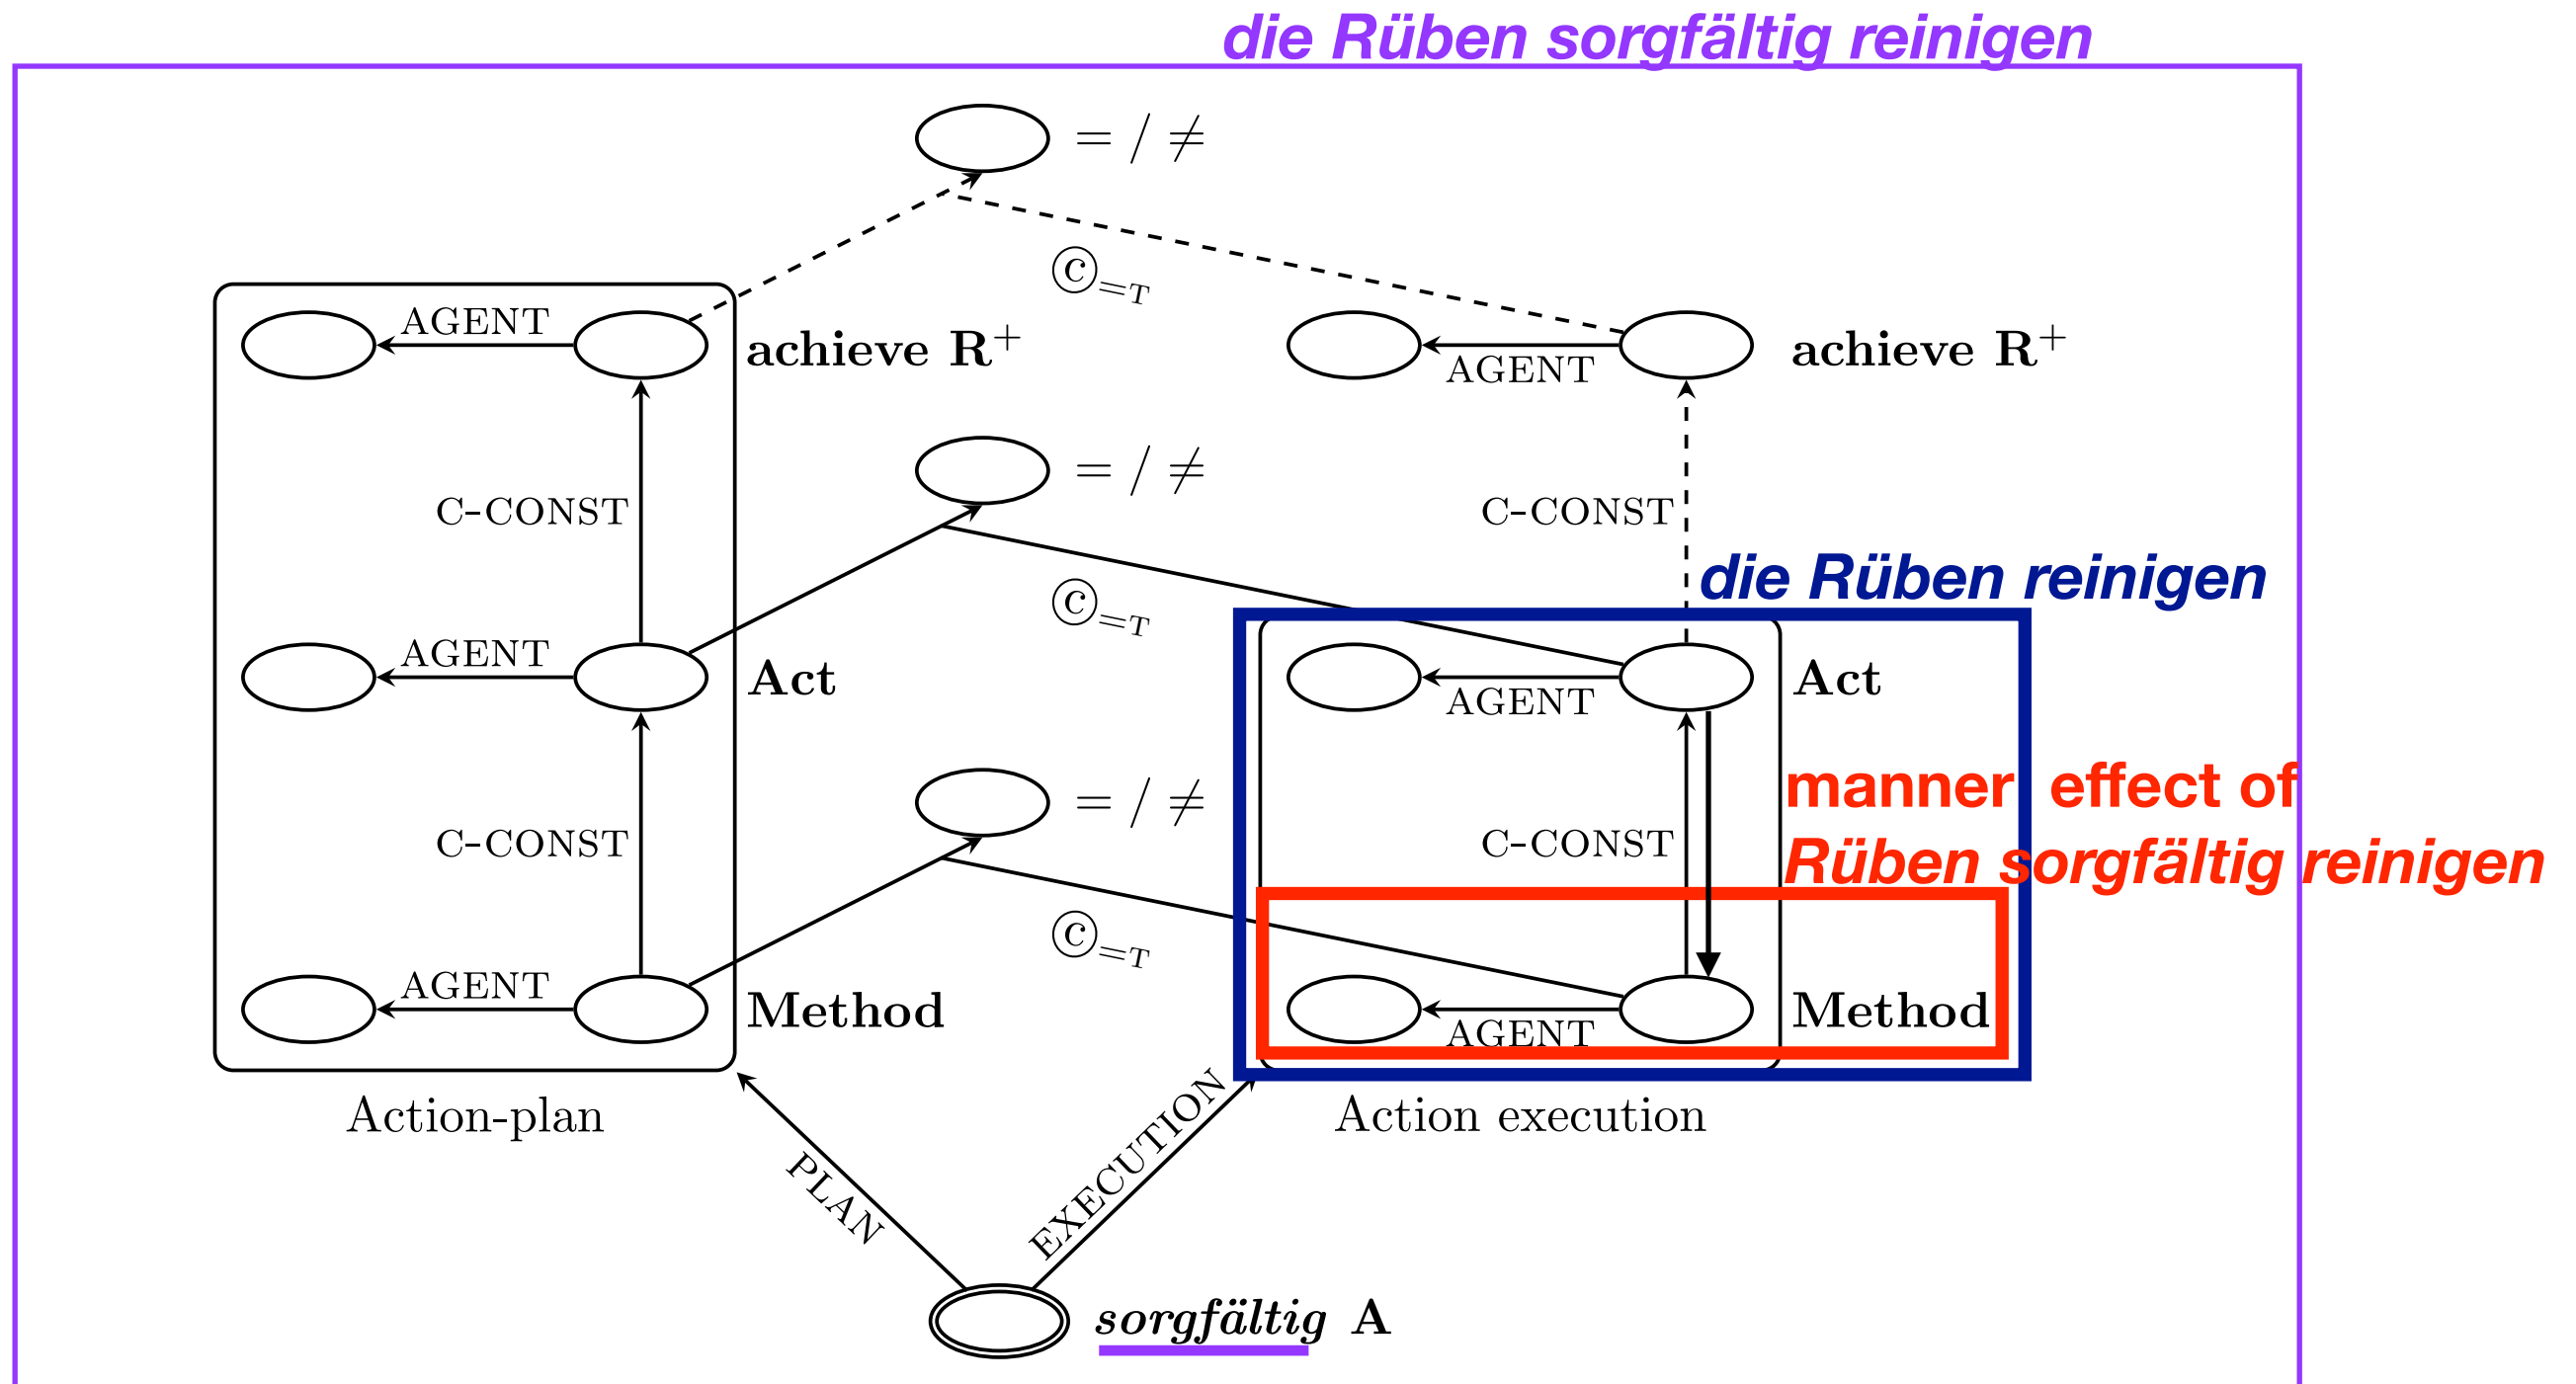 die Rüben sorgfältig reinigen
= / ≠
©=T
AGENT
achieve R⁺
AGENT
achieve R⁺
C-CONST
= / ≠
C-CONST
©=T
die Rüben reinigen
AGENT
Act
AGENT
Act
C-CONST
= / ≠
C-CONST
manner effect of
Rüben sorgfältig reinigen
©=T
AGENT
Method
AGENT
Method
Action-plan
Action execution
PLAN
EXECUTION
sorgfältig A